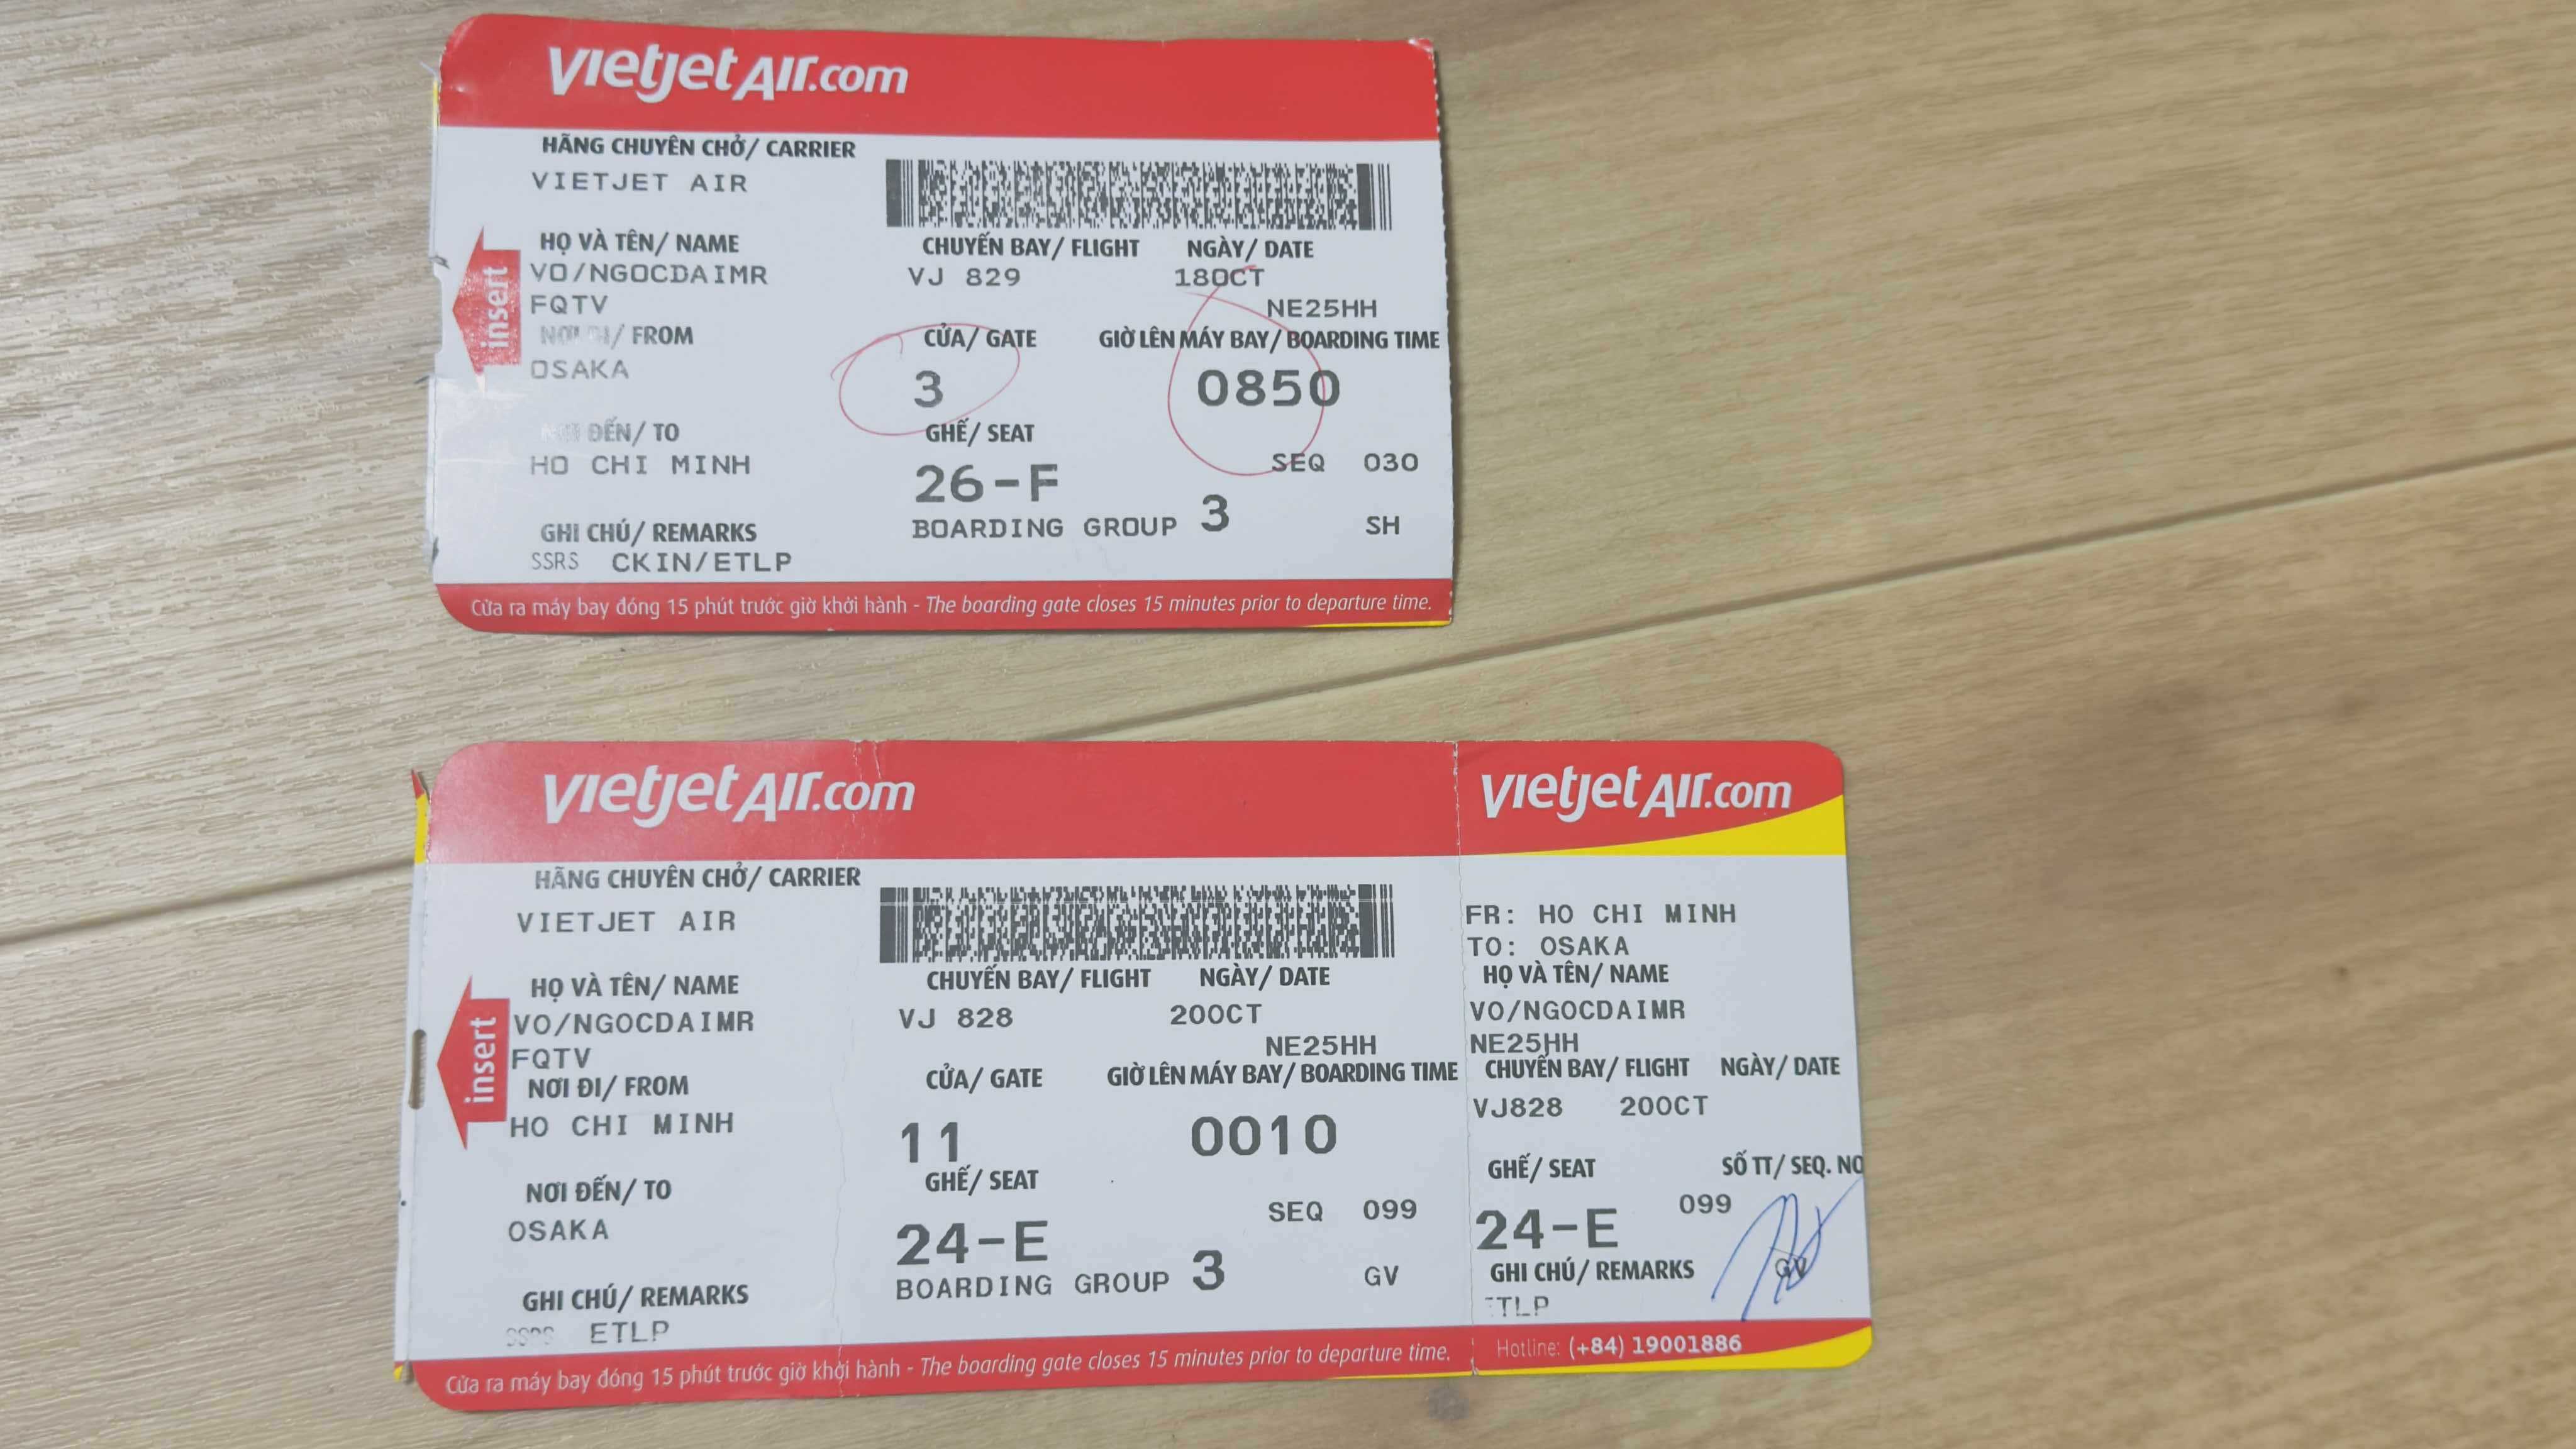 vietjetAir.com
HÃNG CHUYÊN CHỞ/ CARRIER
VIETJET AIR
HỌ VÀ TÊN/ NAME
VO/NGOCDAIMR
FQTV
CHUYẾN BAY/ FLIGHT NGÀY/ DATE
VJ 829 18OCT
NE25HH
insert
/ FROM
OSAKA
CỬA/ GATE GIỜ LÊN MÁY BAY/ BOARDING TIME
3 0850
ĐẾN/ TO
HO CHI MINH
GHẾ/ SEAT
26-F
SEQ 030
BOARDING GROUP 3 SH
GHI CHÚ/ REMARKS
SSRS CKIN/ETLP
Cửa ra máy bay đóng 15 phút trước giờ khởi hành - The boarding gate closes 15 minutes prior to departure time.
vietjetAir.com
HÃNG CHUYÊN CHỞ/ CARRIER
VIETJET AIR
HỌ VÀ TÊN/ NAME
VO/NGOCDAIMR
FQTV
CHUYẾN BAY/ FLIGHT NGÀY/ DATE
VJ 828 20OCT
NE25HH
insert
NƠI ĐI/ FROM
HO CHI MINH
CỬA/ GATE GIỜ LÊN MÁY BAY/ BOARDING TIME
11 0010
NƠI ĐẾN/ TO
OSAKA
GHẾ/ SEAT
24-E
SEQ 099
BOARDING GROUP 3 GV
GHI CHÚ/ REMARKS
SSRS ETLP
Cửa ra máy bay đóng 15 phút trước giờ khởi hành - The boarding gate closes 15 minutes prior to departure time.
vietjetAir.com
FR: HO CHI MINH
TO: OSAKA
HỌ VÀ TÊN/ NAME
VO/NGOCDAIMR
NE25HH
CHUYẾN BAY/ FLIGHT NGÀY/ DATE
VJ828 20OCT
GHẾ/ SEAT SỐ TT/ SEQ. NO
24-E 099
GHI CHÚ/ REMARKS GV
ETLP
Hotline: (+84) 19001886